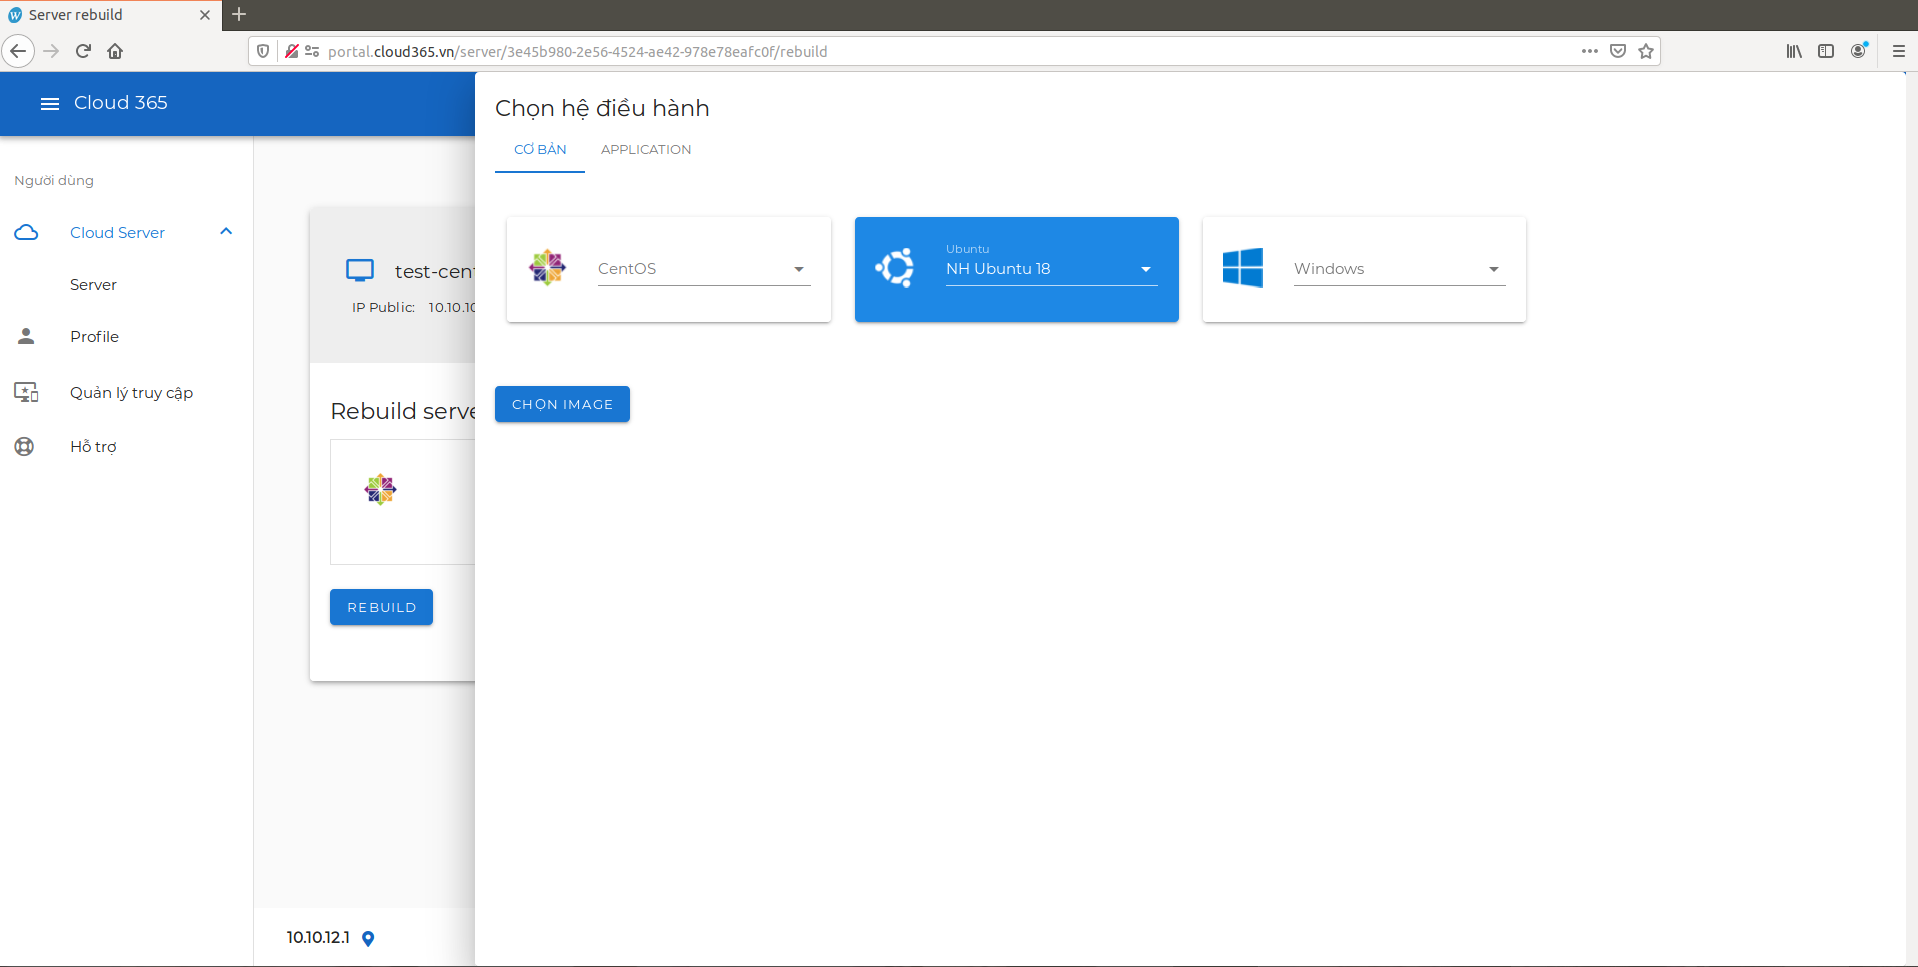 Server rebuild
portal.cloud365.vn/server/3e45b980-2e56-4524-ae42-978e78eafc0f/rebuild
Cloud 365
Người dùng
Cloud Server
Server
Profile
Quản lý truy cập
Hỗ trợ
test-cent
IP Public: 10.10.10
Rebuild serve
REBUILD
10.10.12.1
Chọn hệ điều hành
CƠ BẢN APPLICATION
CentOS
Ubuntu
NH Ubuntu 18
Windows
CHỌN IMAGE